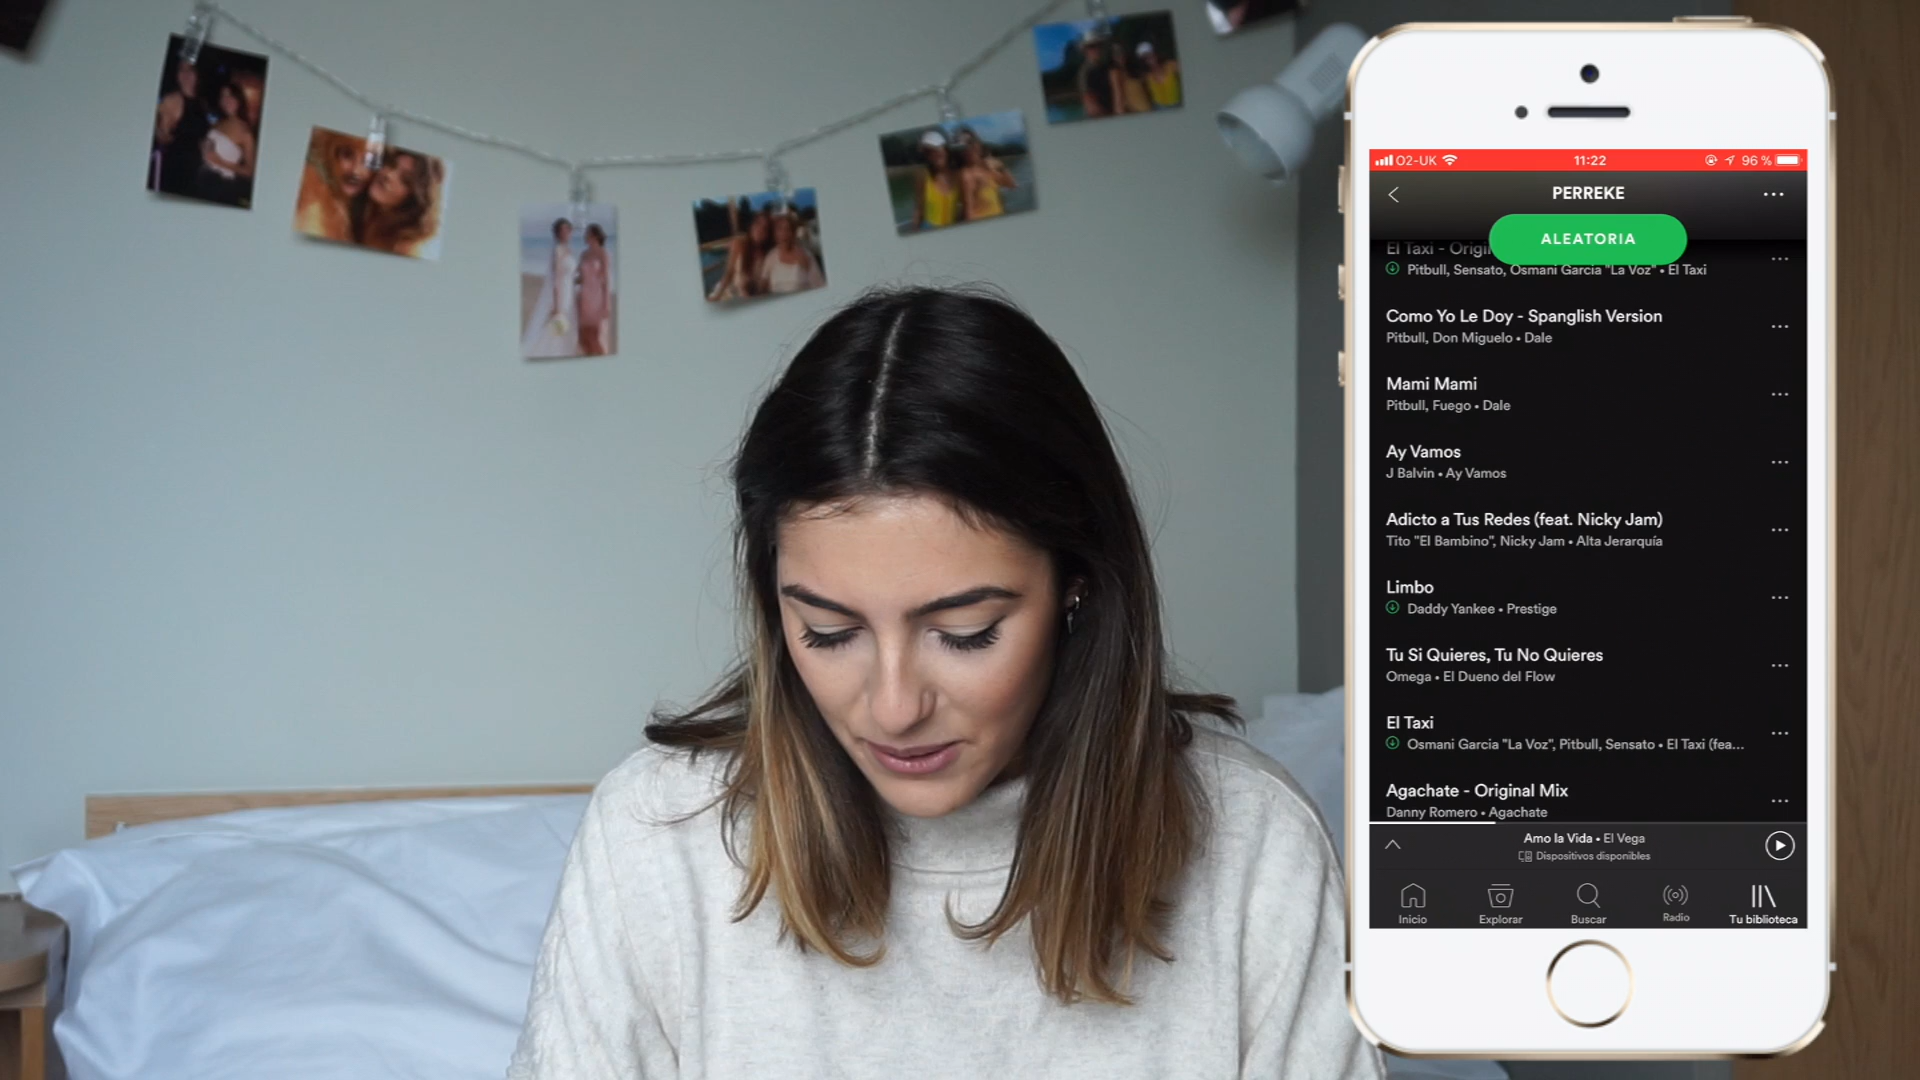 O2-UK 11:22 96 %
PERREKE
ALEATORIA
El Taxi - Origi
Pitbull, Sensato, Osmani Garcia "La Voz" • El Taxi
Como Yo Le Doy - Spanglish Version
Pitbull, Don Miguelo • Dale
Mami Mami
Pitbull, Fuego • Dale
Ay Vamos
J Balvin • Ay Vamos
Adicto a Tus Redes (feat. Nicky Jam)
Tito "El Bambino", Nicky Jam • Alta Jerarquía
Limbo
Daddy Yankee • Prestige
Tu Si Quieres, Tu No Quieres
Omega • El Dueno del Flow
El Taxi
Osmani Garcia "La Voz", Pitbull, Sensato • El Taxi (fea...
Agachate - Original Mix
Danny Romero • Agachate
Amo la Vida • El Vega
Dispositivos disponibles
Inicio Explorar Buscar Radio Tu biblioteca